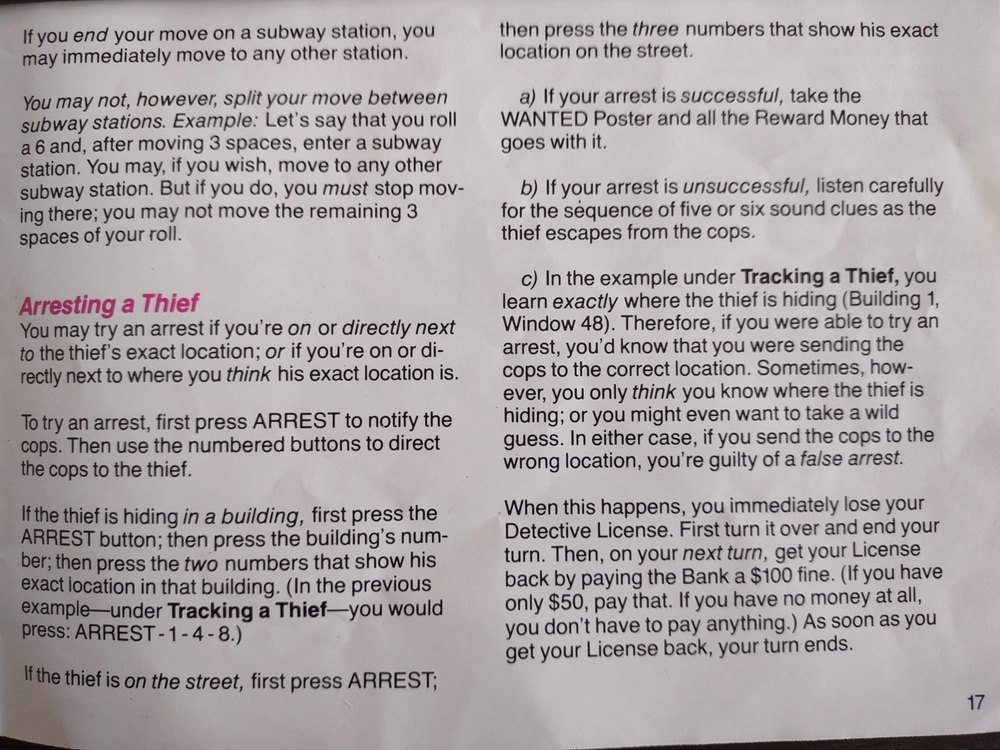 If you end your move on a subway station, you
may immediately move to any other station.
You may not, however, split your move between
subway stations. Example: Let's say that you roll
a 6 and, after moving 3 spaces, enter a subway
station. You may, if you wish, move to any other
subway station. But if you do, you must stop mov-
ing there; you may not move the remaining 3
spaces of your roll.
Arresting a Thief
You may try an arrest if you're on or directly next
to the thief's exact location; or if you're on or di-
rectly next to where you think his exact location is.
To try an arrest, first press ARREST to notify the
cops. Then use the numbered buttons to direct
the cops to the thief.
If the thief is hiding in a building, first press the
ARREST button; then press the building's num-
ber; then press the two numbers that show his
exact location in that building. (In the previous
example—under Tracking a Thief—you would
press: ARREST - 1 - 4 - 8.)
If the thief is on the street, first press ARREST;
then press the three numbers that show his exact
location on the street.
a) If your arrest is successful, take the
WANTED Poster and all the Reward Money that
goes with it.
b) If your arrest is unsuccessful, listen carefully
for the sequence of five or six sound clues as the
thief escapes from the cops.
c) In the example under Tracking a Thief, you
learn exactly where the thief is hiding (Building 1,
Window 48). Therefore, if you were able to try an
arrest, you'd know that you were sending the
cops to the correct location. Sometimes, how-
ever, you only think you know where the thief is
hiding; or you might even want to take a wild
guess. In either case, if you send the cops to the
wrong location, you're guilty of a false arrest.
When this happens, you immediately lose your
Detective License. First turn it over and end your
turn. Then, on your next turn, get your License
back by paying the Bank a $100 fine. (If you have
only $50, pay that. If you have no money at all,
you don't have to pay anything.) As soon as you
get your License back, your turn ends.
17